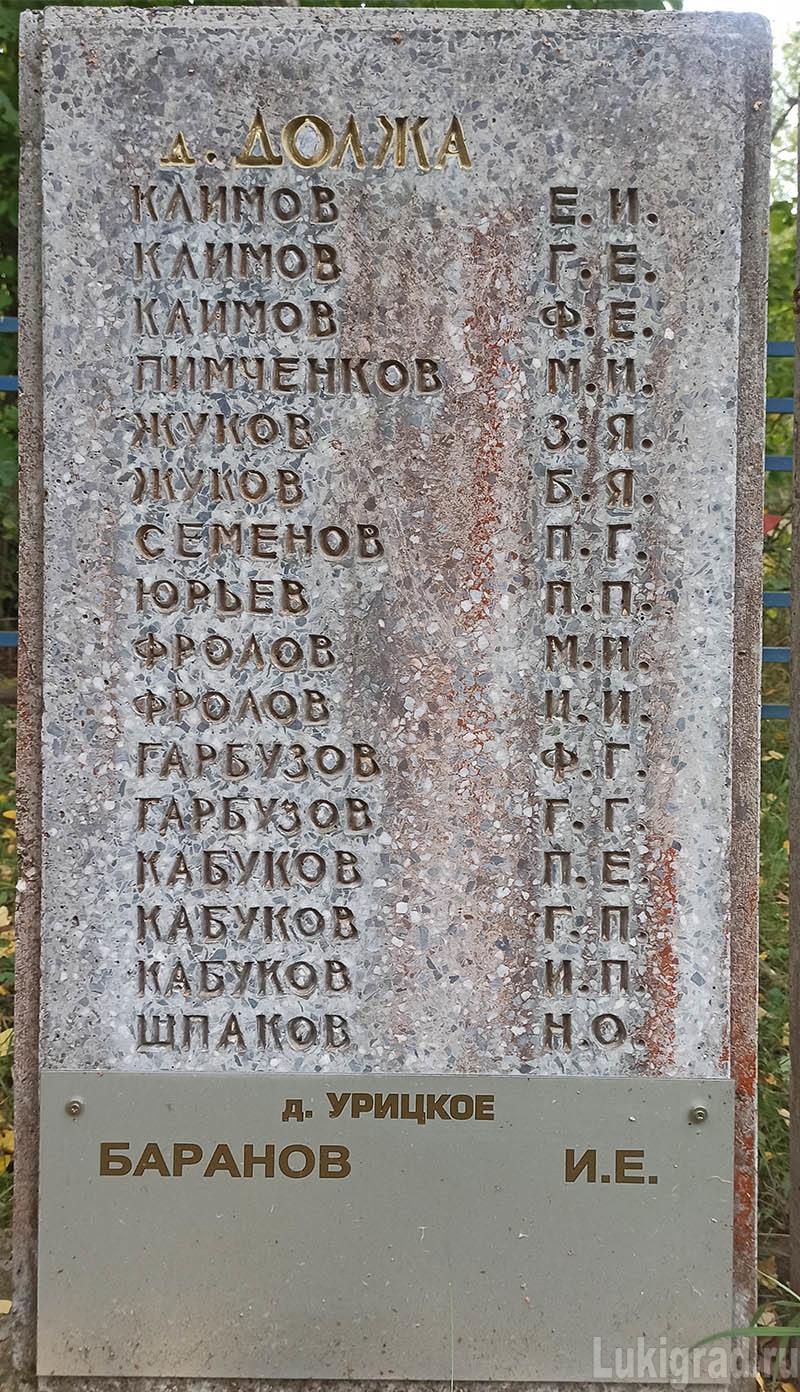 д. ДОЛЖА
КЛИМОВ Е. И.
КЛИМОВ Г. Е.
КЛИМОВ Ф. Е.
ПИМЧЕНКОВ М. И.
ЖУКОВ З. Я.
ЖУКОВ Б. Я.
СЕМЕНОВ П. Г.
ЮРЬЕВ П. П.
ФРОЛОВ М. И.
ФРОЛОВ И. И.
ГАРБУЗОВ Ф. Г.
ГАРБУЗОВ Г. Г.
КАБУКОВ П. Е.
КАБУКОВ Г. П.
КАБУКОВ И. П.
ШПАКОВ Н. О.
д. УРИЦКОЕ
БАРАНОВ И.Е.
Lukigrad.ru